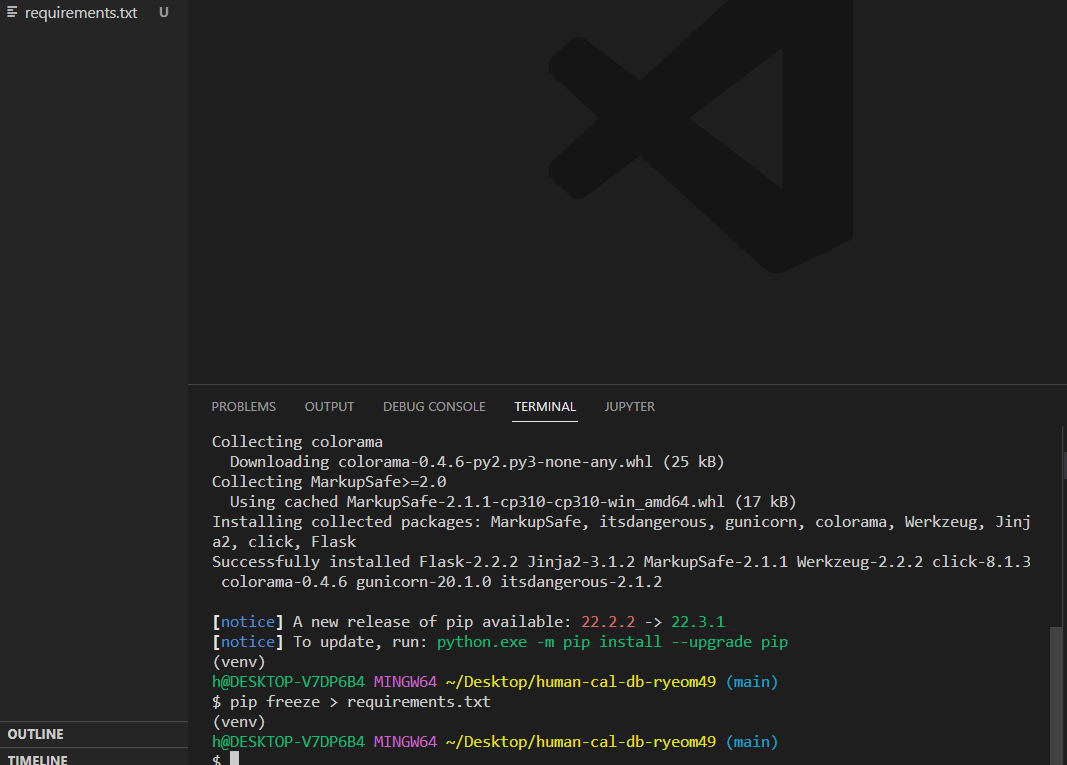 requirements.txt U
PROBLEMS OUTPUT DEBUG CONSOLE TERMINAL JUPYTER
Collecting colorama
  Downloading colorama-0.4.6-py2.py3-none-any.whl (25 kB)
Collecting MarkupSafe>=2.0
  Using cached MarkupSafe-2.1.1-cp310-cp310-win_amd64.whl (17 kB)
Installing collected packages: MarkupSafe, itsdangerous, gunicorn, colorama, Werkzeug, Jinj
a2, click, Flask
Successfully installed Flask-2.2.2 Jinja2-3.1.2 MarkupSafe-2.1.1 Werkzeug-2.2.2 click-8.1.3
 colorama-0.4.6 gunicorn-20.1.0 itsdangerous-2.1.2
[notice] A new release of pip available: 22.2.2 -> 22.3.1
[notice] To update, run: python.exe -m pip install --upgrade pip
(venv)
h@DESKTOP-V7DP6B4 MINGW64 ~/Desktop/human-cal-db-ryeom49 (main)
$ pip freeze > requirements.txt
(venv)
h@DESKTOP-V7DP6B4 MINGW64 ~/Desktop/human-cal-db-ryeom49 (main)
$
OUTLINE
TIMELINE